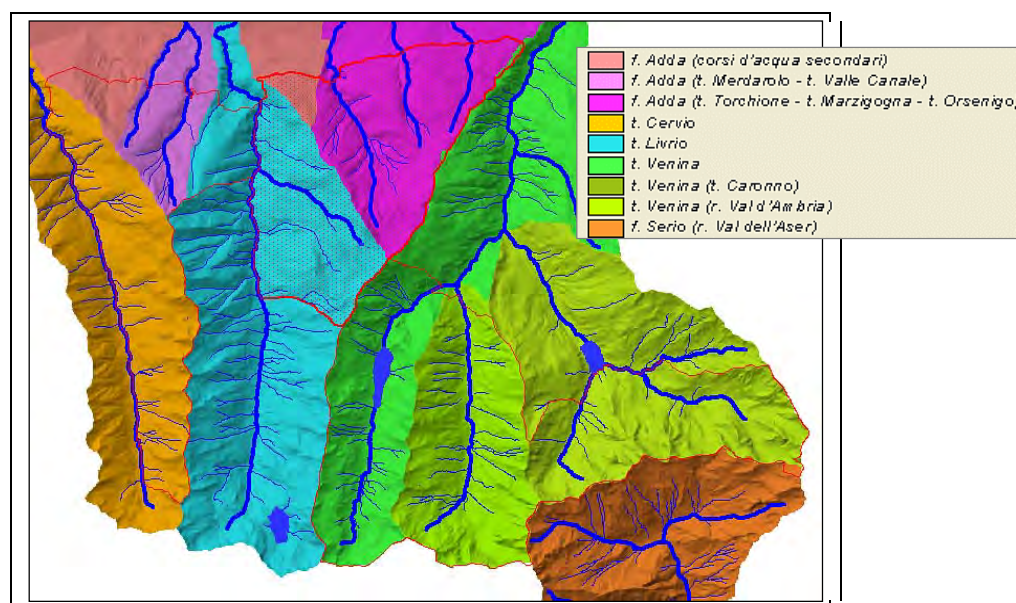 f. Adda (corsi d'acqua secondari)
f. Adda (t. Merdarolo - t. Valle Canale)
f. Adda (t. Torchione - t. Marzigogna - t. Orsenigo)
t. Cervio
t. Livrio
t. Venina
t. Venina (t. Caronno)
t. Venina (r. Val d'Ambria)
f. Serio (r. Val dell'Aser)